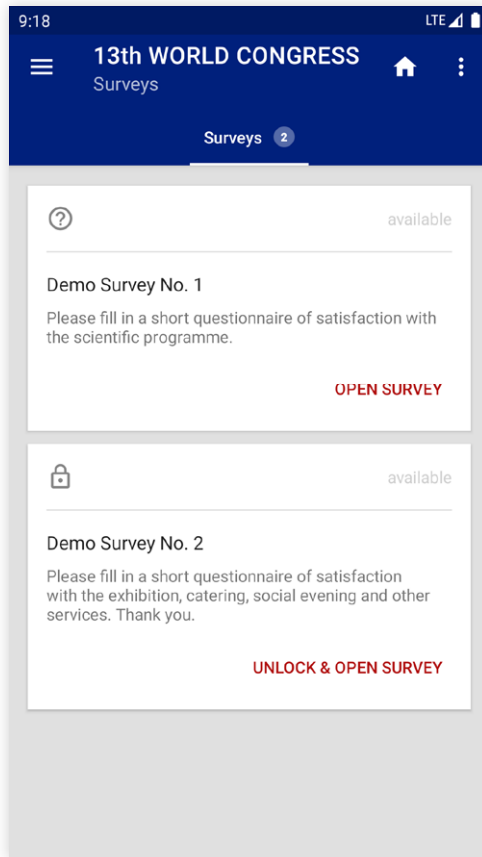 9:18 LTE
13th WORLD CONGRESS
Surveys
Surveys 2
available
Demo Survey No. 1
Please fill in a short questionnaire of satisfaction with
the scientific programme.
OPEN SURVEY
available
Demo Survey No. 2
Please fill in a short questionnaire of satisfaction
with the exhibition, catering, social evening and other
services. Thank you.
UNLOCK & OPEN SURVEY